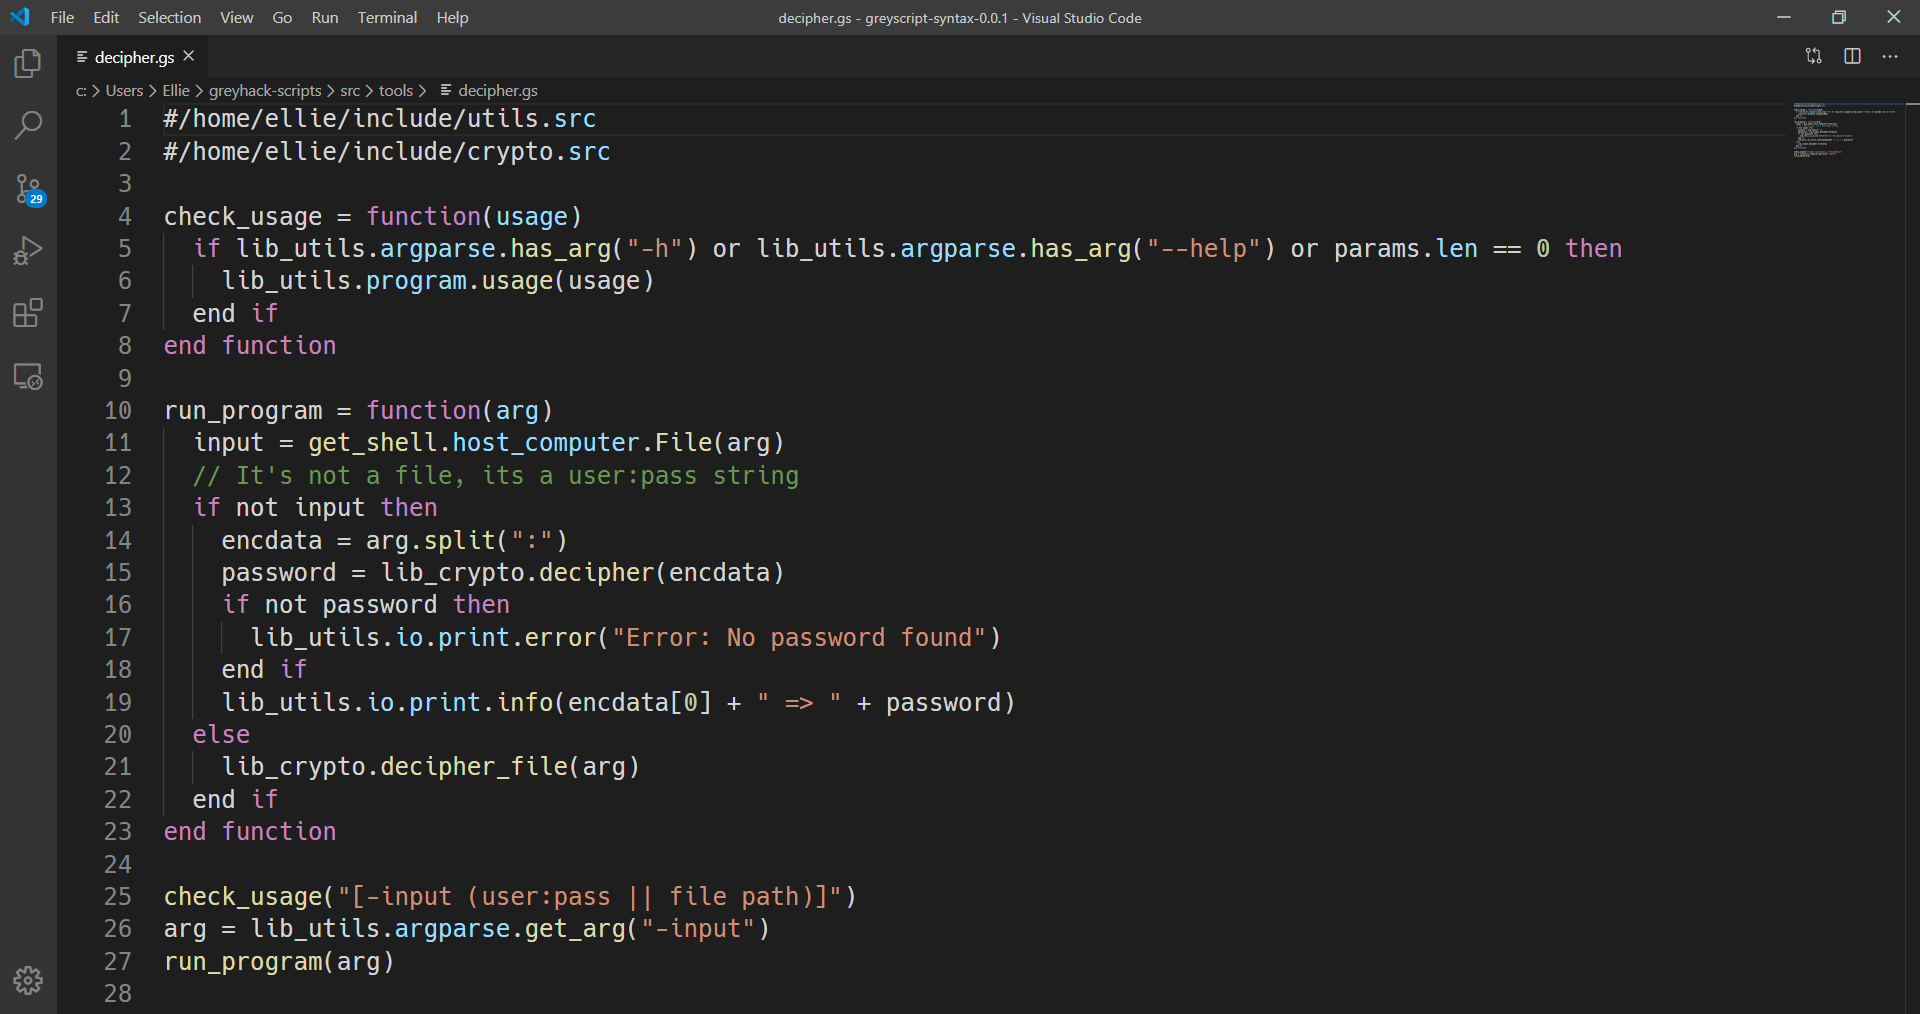 File Edit Selection View Go Run Terminal Help decipher.gs - greyscript-syntax-0.0.1 - Visual Studio Code
decipher.gs
c: > Users > Ellie > greyhack-scripts > src > tools > decipher.gs
29
1 #/home/ellie/include/utils.src
2 #/home/ellie/include/crypto.src
3
4 check_usage = function(usage)
5 if lib_utils.argparse.has_arg("-h") or lib_utils.argparse.has_arg("--help") or params.len == 0 then
6 lib_utils.program.usage(usage)
7 end if
8 end function
9
10 run_program = function(arg)
11 input = get_shell.host_computer.File(arg)
12 // It's not a file, its a user:pass string
13 if not input then
14 encdata = arg.split(":")
15 password = lib_crypto.decipher(encdata)
16 if not password then
17 lib_utils.io.print.error("Error: No password found")
18 end if
19 lib_utils.io.print.info(encdata[0] + " => " + password)
20 else
21 lib_crypto.decipher_file(arg)
22 end if
23 end function
24
25 check_usage("[-input (user:pass || file path)]")
26 arg = lib_utils.argparse.get_arg("-input")
27 run_program(arg)
28